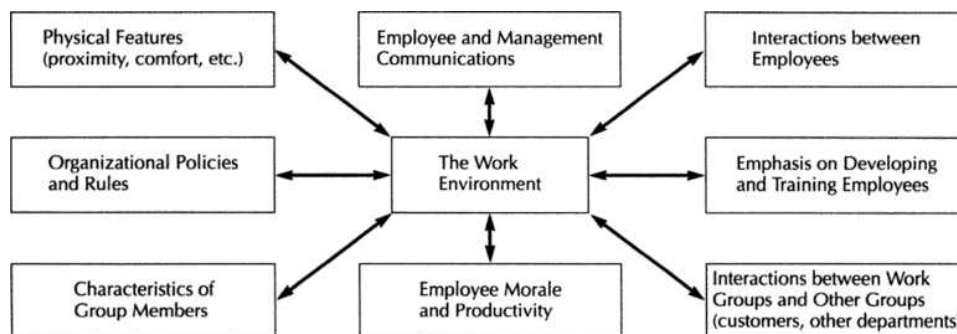 Physical Features
(proximity, comfort, etc.)
Employee and Management
Communications
Interactions between
Employees
Organizational Policies
and Rules
The Work
Environment
Emphasis on Developing
and Training Employees
Characteristics of
Group Members
Employee Morale
and Productivity
Interactions between Work
Groups and Other Groups
(customers, other departments